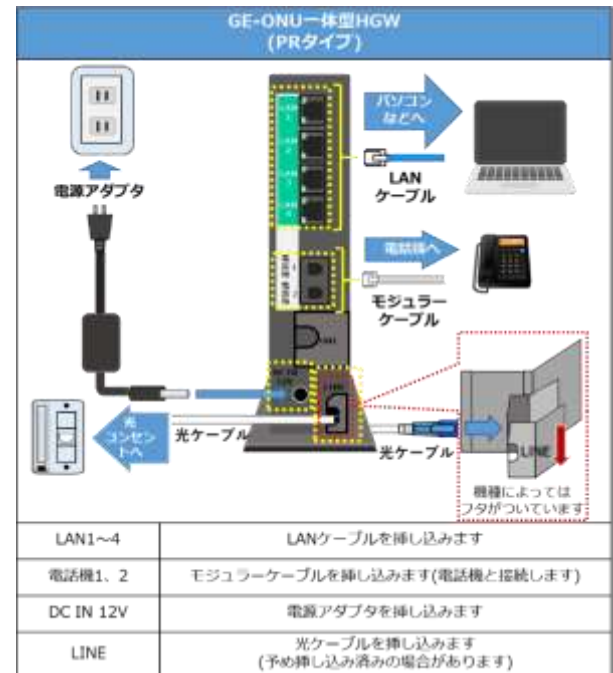 GE-ONU一体型HGW
(PRタイプ)
パソコン
などへ
LAN
ケーブル
電源アダプタ
電話機へ
モジュラー
ケーブル
光
コンセン
トへ
光ケーブル
光ケーブル
LINE
機種によっては
フタがついています
LAN1～4
LANケーブルを挿し込みます
電話機1、2
モジュラーケーブルを挿し込みます(電話機と接続します)
DC IN 12V
電源アダプタを挿し込みます
LINE
光ケーブルを挿し込みます
(予め挿し込み済みの場合があります)